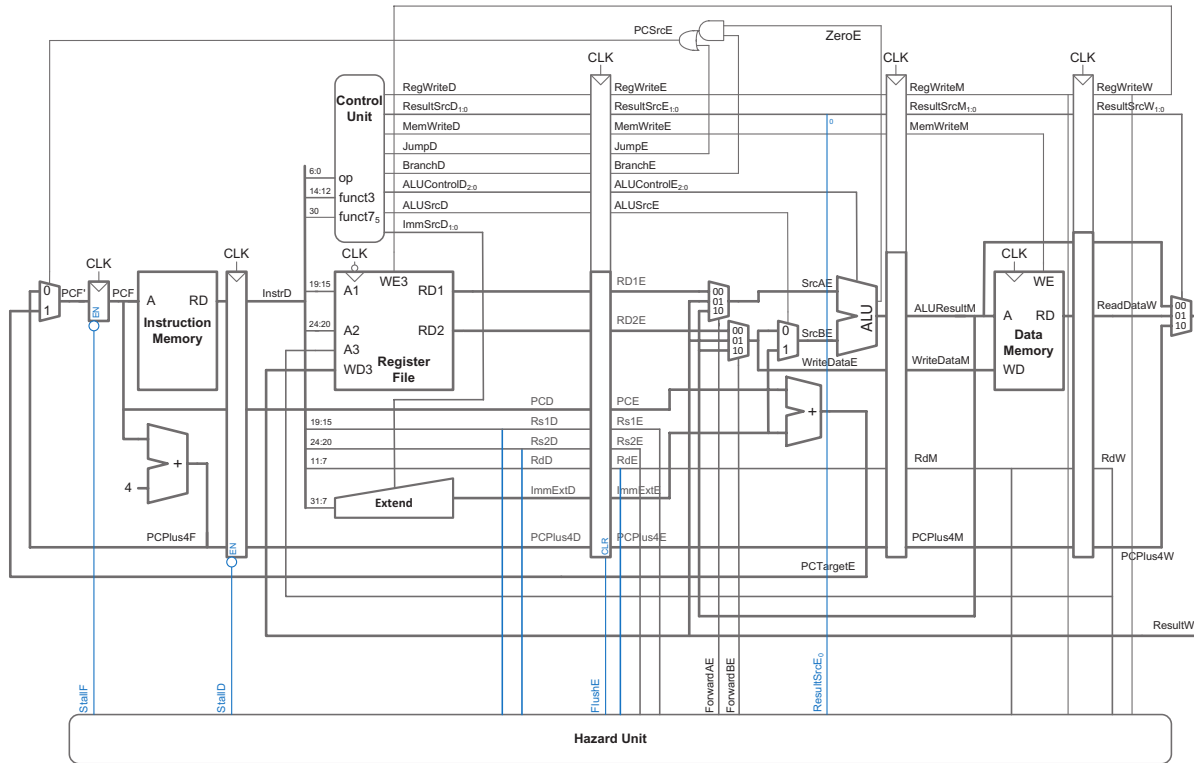 PCSrcE
ZeroE
CLK
CLK
CLK
Control
Unit
RegWriteD
RegWriteE
RegWriteM
RegWriteW
ResultSrcD1:0
ResultSrcE1:0
ResultSrcM1:0
ResultSrcW1:0
0
MemWriteD
MemWriteE
MemWriteM
JumpD
JumpE
6:0
op
BranchD
BranchE
14:12
funct3
ALUControlD2:0
ALUControlE2:0
30
funct75
ALUSrcD
ALUSrcE
ImmSrcD1:0
CLK
CLK
CLK
CLK
0
1
PCF'
PCF
EN
A
RD
Instruction
Memory
InstrD
19:15
A1
WE3
RD1
RD1E
00
01
10
SrcAE
24:20
A2
RD2
RD2E
00
01
10
0
1
SrcBE
ALU
ALUResultM
WE
A
RD
Data
Memory
WD
ReadDataW
00
01
10
A3
WD3
Register
File
WriteDataE
WriteDataM
PCD
PCE
+
19:15
Rs1D
Rs1E
24:20
Rs2D
Rs2E
11:7
RdD
RdE
RdM
RdW
+
4
31:7
Extend
ImmExtD
ImmExtE
PCPlus4F
EN
PCPlus4D
CLR
PCPlus4E
PCPlus4M
PCPlus4W
PCTargetE
ResultW
StallF
StallD
FlushE
ForwardAE
ForwardBE
ResultSrcE0
Hazard Unit